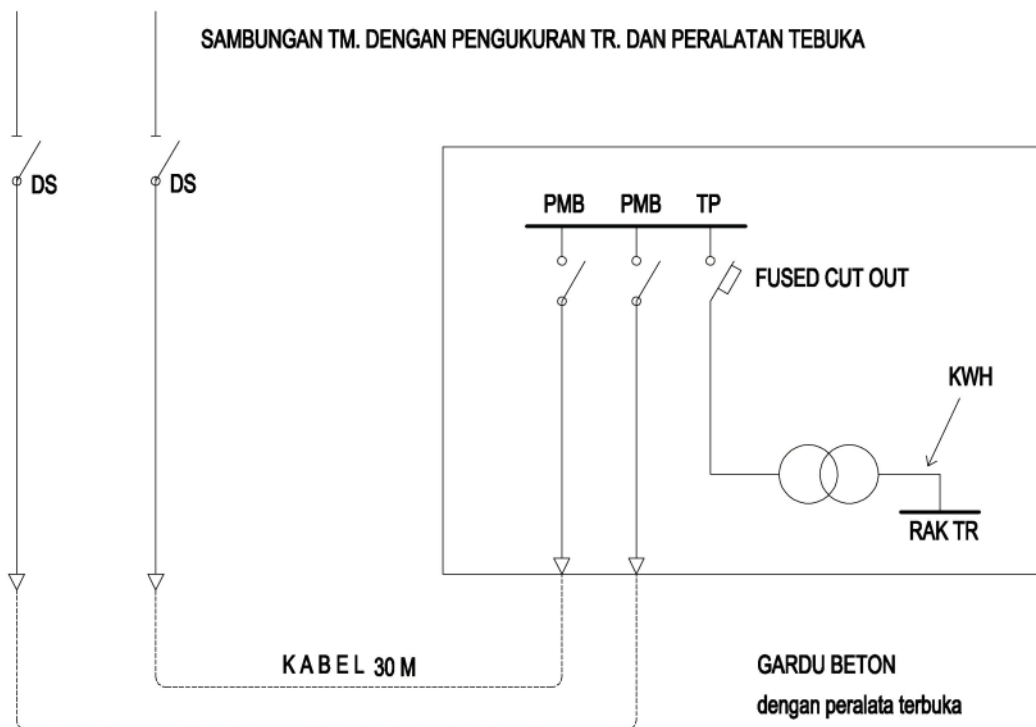 SAMBUNGAN TM. DENGAN PENGUKURAN TR. DAN PERALATAN TEBUKA
DS
DS
PMB PMB TP
FUSED CUT OUT
KWH
RAK TR
KABEL 30 M
GARDU BETON
dengan peralata terbuka